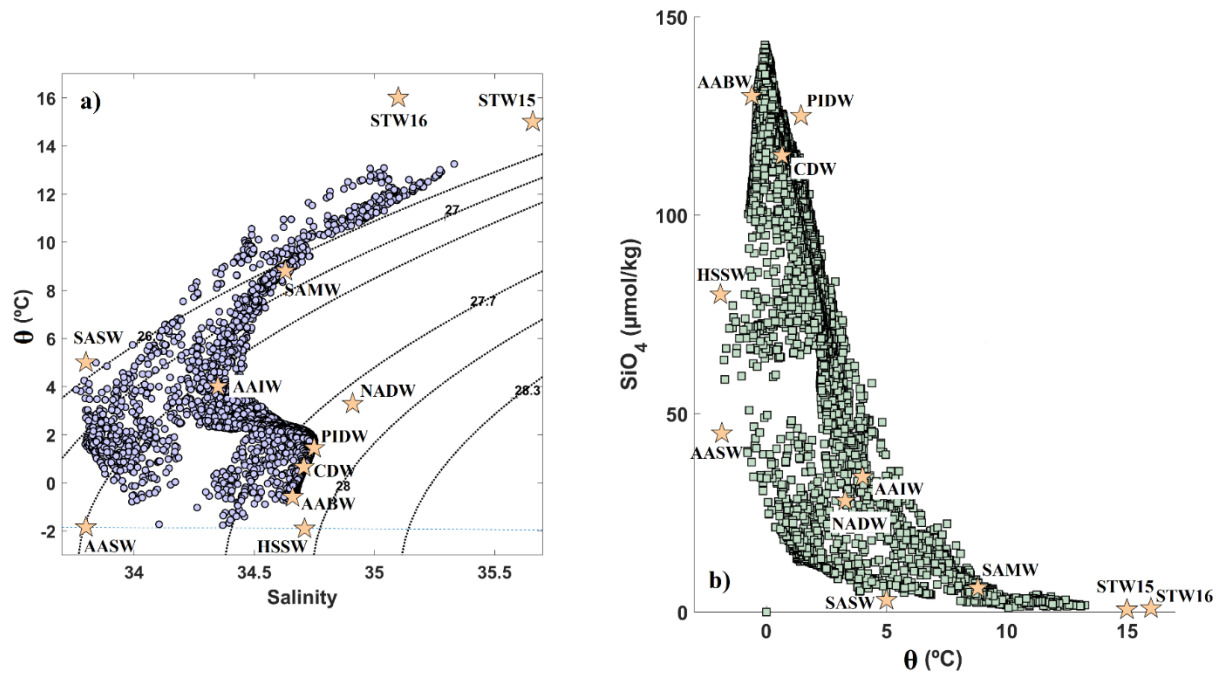 a)
16
14
12
10
8
6
4
2
0
-2
θ (ºC)
34
34.5
35
35.5
Salinity
STW16
STW15
27
SAMW
26
SASW
27.7
AAIW
NADW
28.3
PIDW
CDW
28
AABW
AASW
HSSW
b)
150
100
50
0
SiO4 (μmol/kg)
0
5
10
15
θ (ºC)
AABW
PIDW
CDW
HSSW
AASW
AAIW
NADW
SAMW
SASW
STW15
STW16